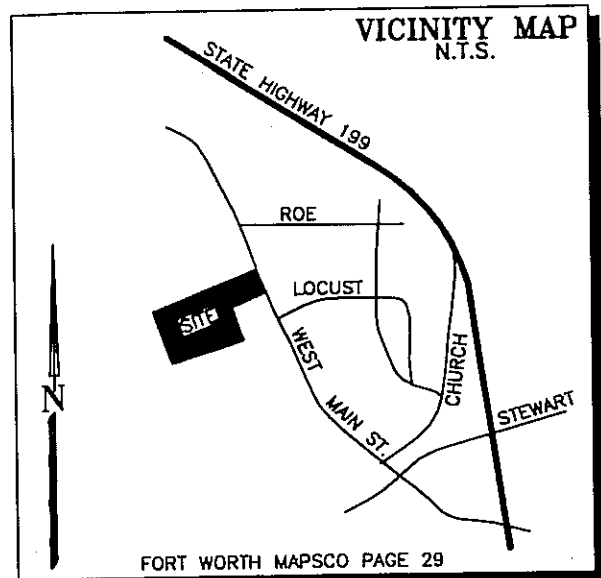 VICINITY MAP
N.T.S.
STATE HIGHWAY 199
ROE
LOCUST
SITE
WEST MAIN ST.
CHURCH
STEWART
N
FORT WORTH MAPSCO PAGE 29